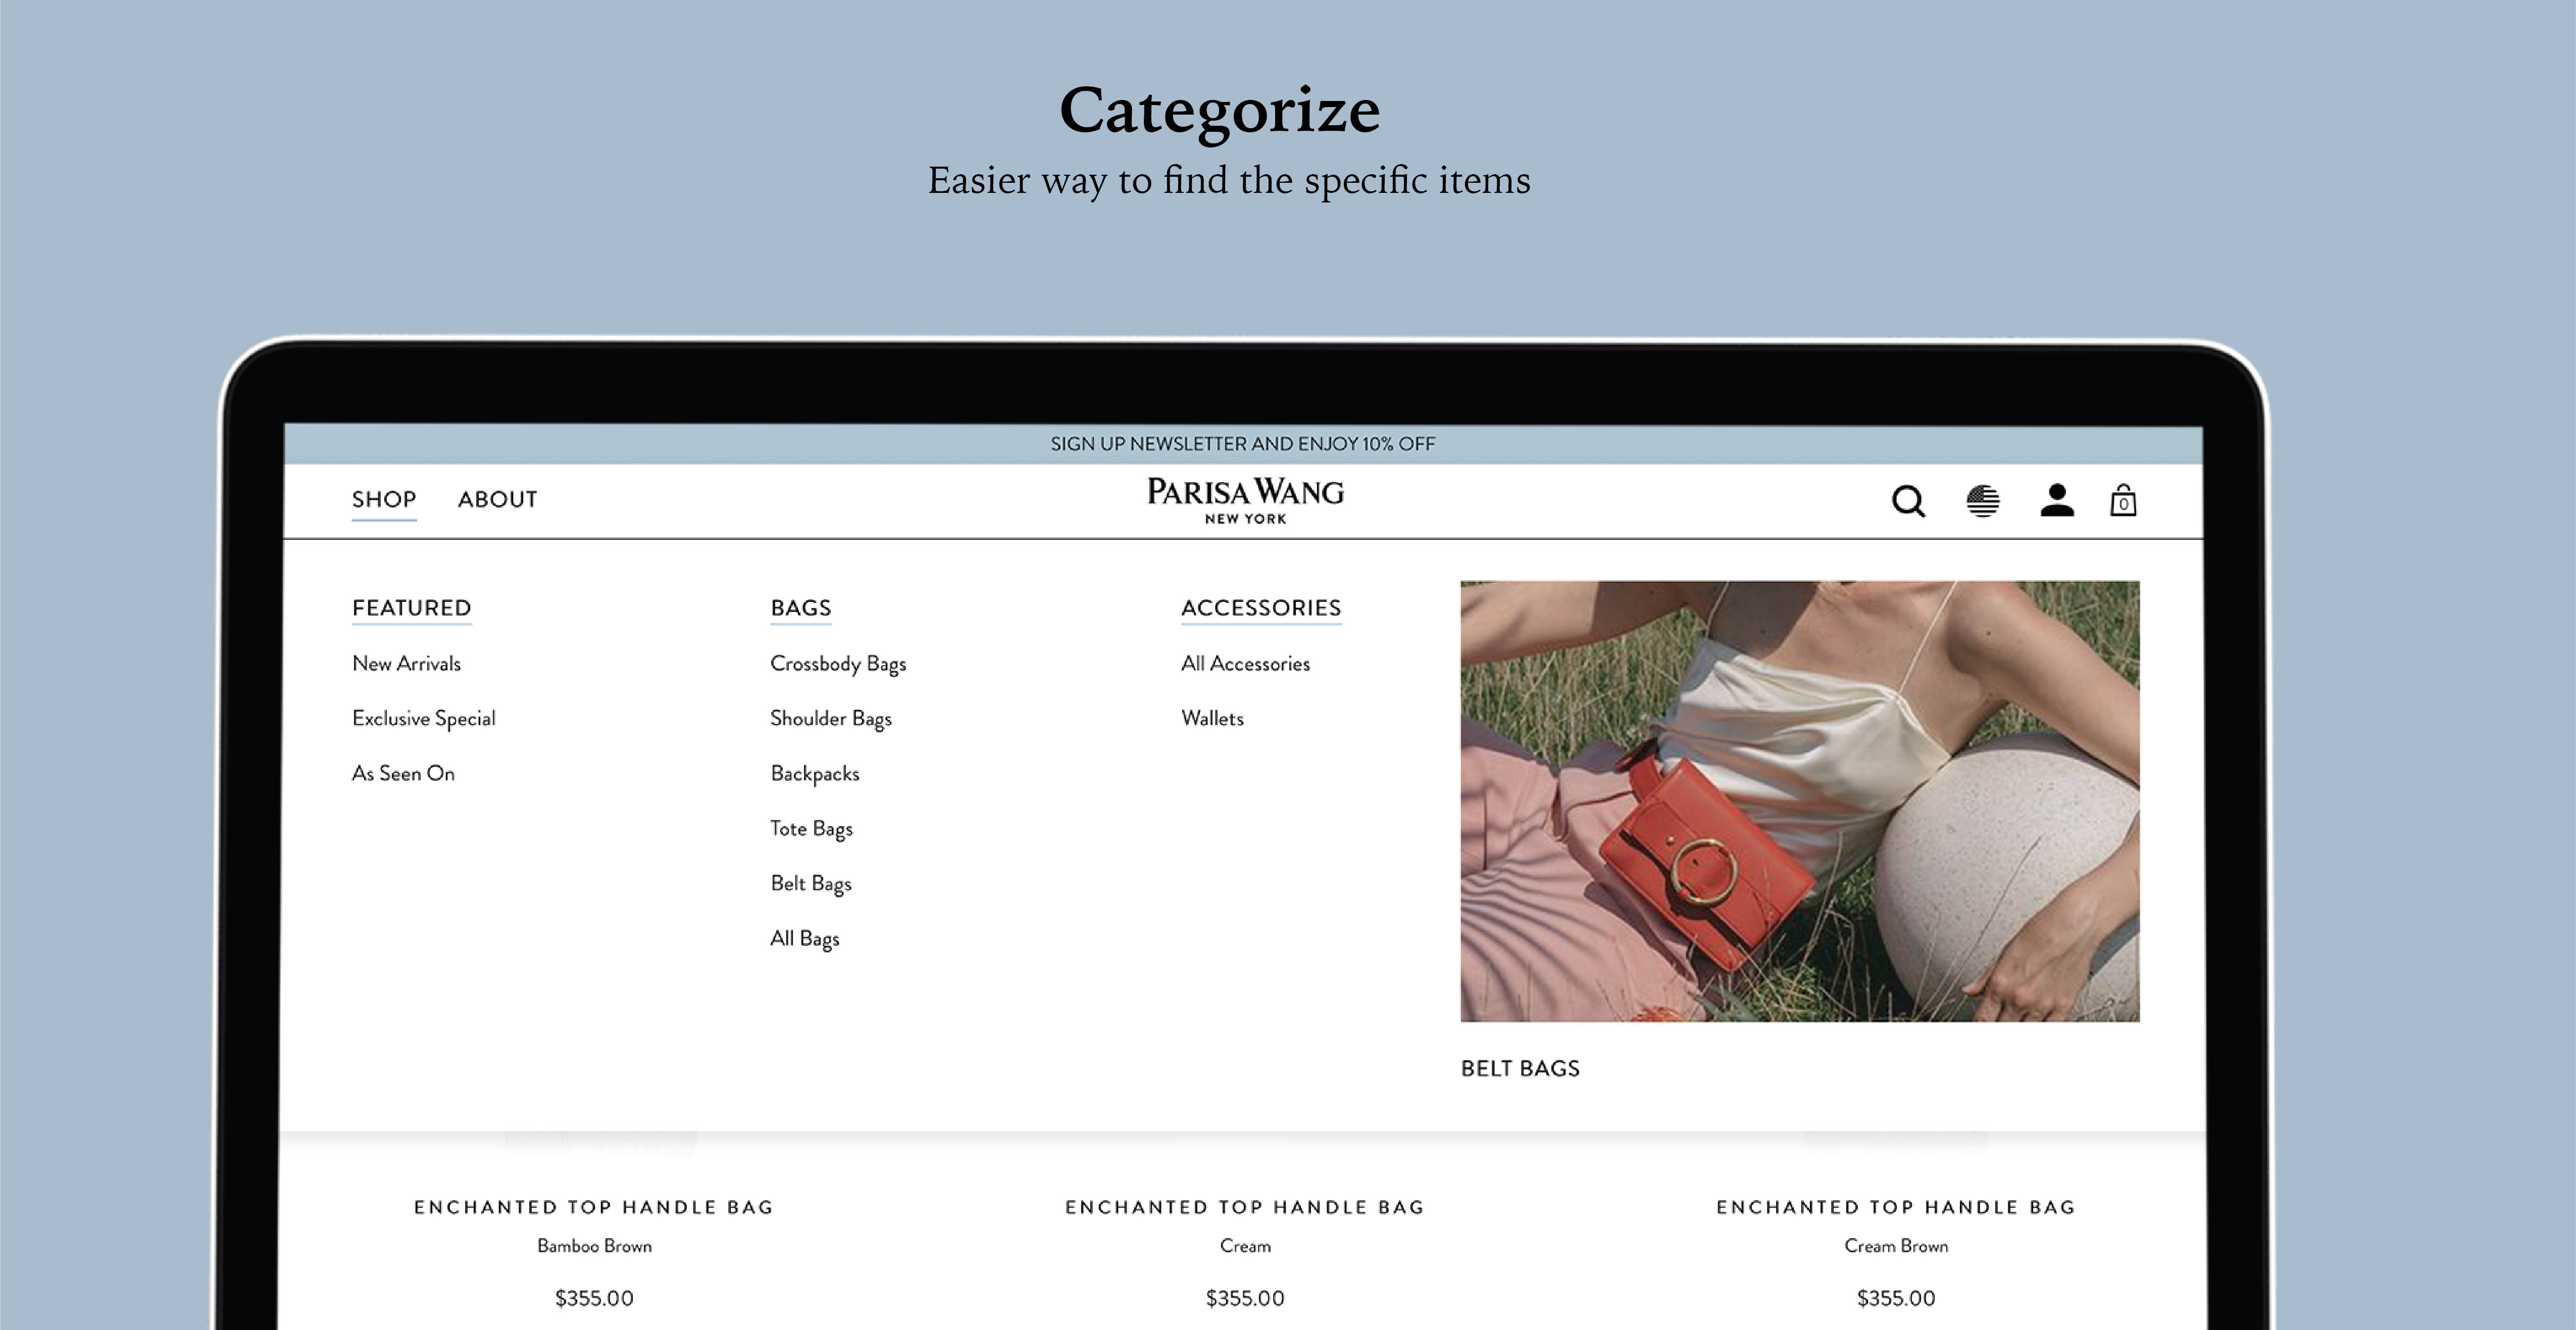 Categorize
Easier way to find the specific items
SIGN UP NEWSLETTER AND ENJOY 10% OFF
SHOP ABOUT
PARISA WANG
NEW YORK
0
FEATURED
New Arrivals
Exclusive Special
As Seen On
BAGS
Crossbody Bags
Shoulder Bags
Backpacks
Tote Bags
Belt Bags
All Bags
ACCESSORIES
All Accessories
Wallets
BELT BAGS
ENCHANTED TOP HANDLE BAG
Bamboo Brown
$355.00
ENCHANTED TOP HANDLE BAG
Cream
$355.00
ENCHANTED TOP HANDLE BAG
Cream Brown
$355.00